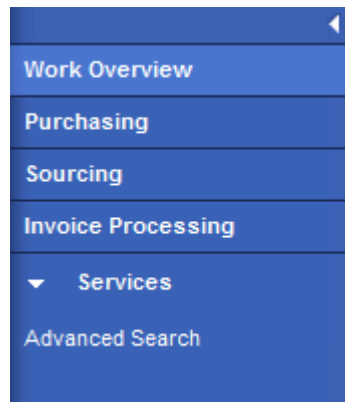 Work Overview
Purchasing
Sourcing
Invoice Processing
Services
Advanced Search